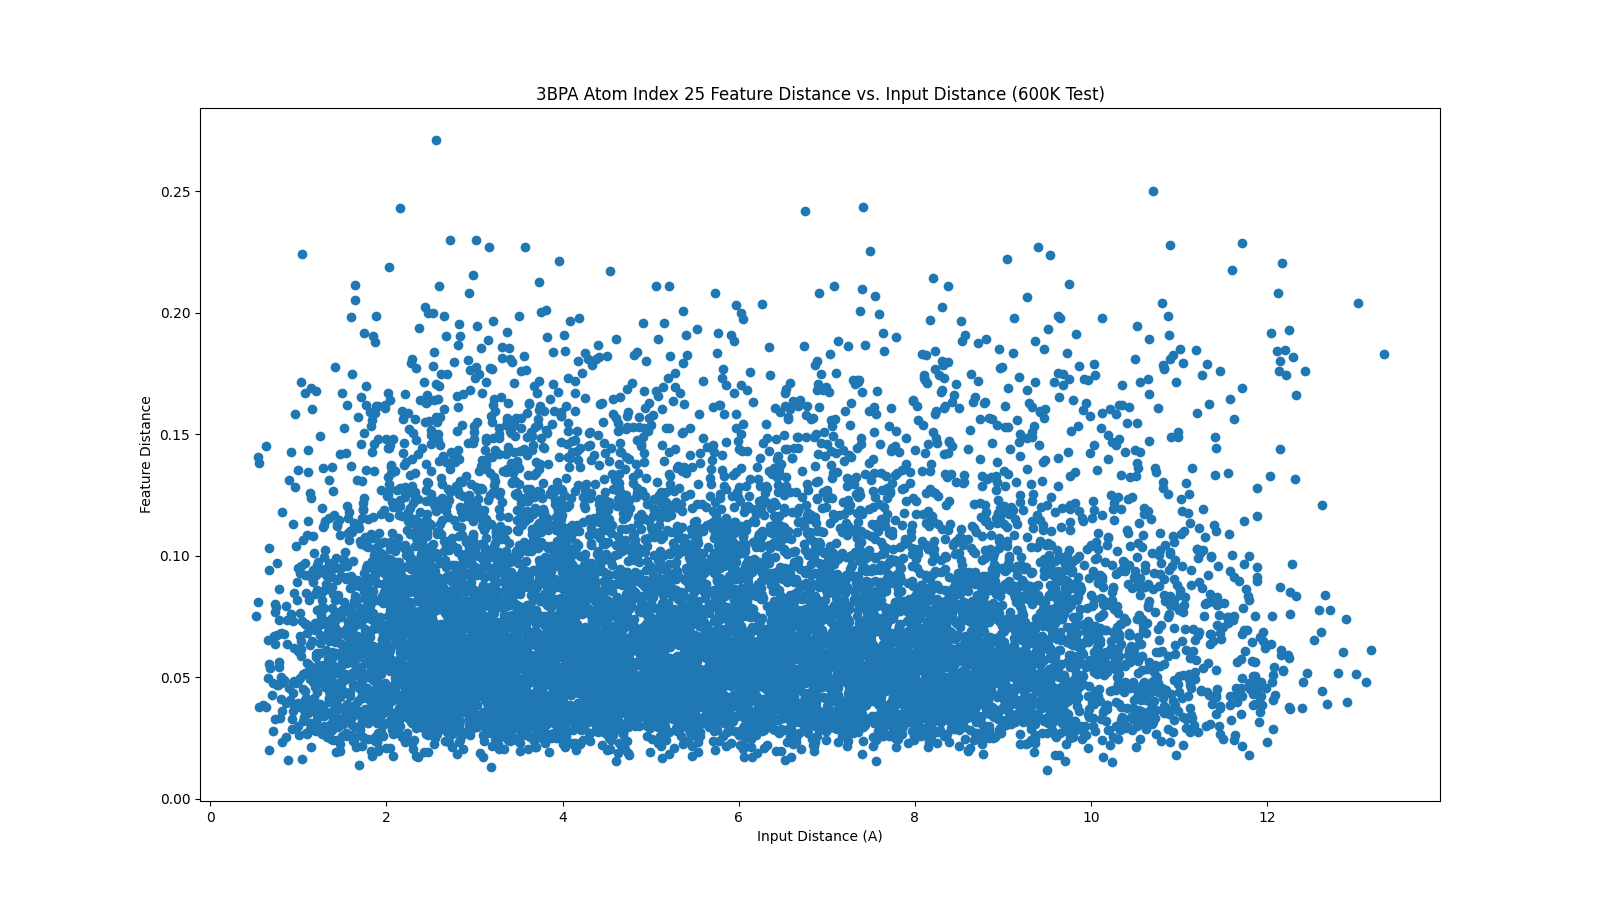 3BPA Atom Index 25 Feature Distance vs. Input Distance (600K Test)
Feature Distance
0.25
0.20
0.15
0.10
0.05
0.00
0 2 4 6 8 10 12
Input Distance (A)